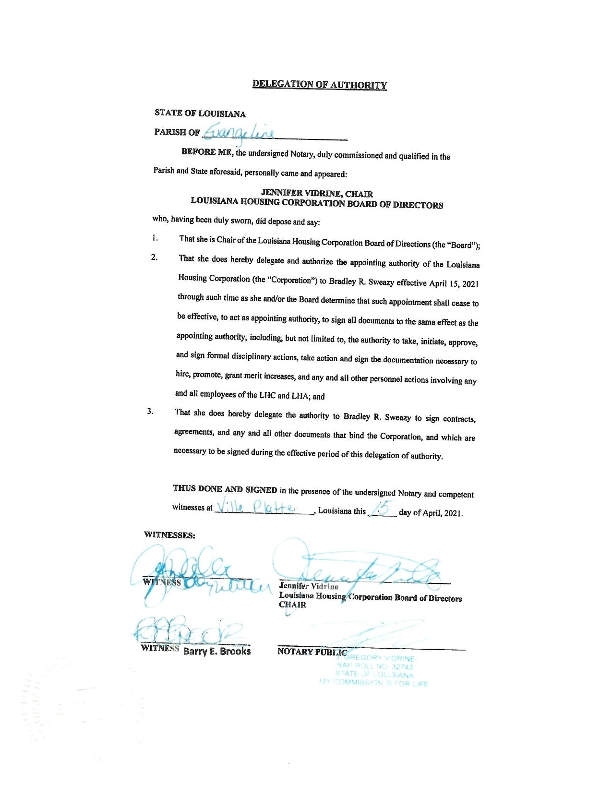 DELEGATION OF AUTHORITY
STATE OF LOUISIANA
PARISH OF Evangeline
BEFORE ME, the undersigned Notary, duly commissioned and qualified in the
Parish and State aforesaid, personally came and appeared:
JENNIFER VIDRINE, CHAIR
LOUISIANA HOUSING CORPORATION BOARD OF DIRECTORS
who, having been duly sworn, did depose and say:
1. That she is Chair of the Louisiana Housing Corporation Board of Directions (the “Board”);
2. That she does hereby delegate and authorize the appointing authority of the Louisiana
Housing Corporation (the “Corporation”) to Bradley R. Sweazy effective April 15, 2021
through such time as she and/or the Board determine that such appointment shall cease to
be effective, to act as appointing authority, to sign all documents to the same effect as the
appointing authority, including, but not limited to, the authority to take, initiate, approve,
and sign formal disciplinary actions, take action and sign the documentation necessary to
hire, promote, grant merit increases, and any and all other personnel actions involving any
and all employees of the LHC and LHA; and
3. That she does hereby delegate the authority to Bradley R. Sweazy to sign contracts,
agreements, and any and all other documents that bind the Corporation, and which are
necessary to be signed during the effective period of this delegation of authority.
THUS DONE AND SIGNED in the presence of the undersigned Notary and competent
witnesses at Ville Platte, Louisiana this 15 day of April, 2021.
WITNESSES:
WITNESS
Jennifer Vidrine
Louisiana Housing Corporation Board of Directors
CHAIR
WITNESS Barry E. Brooks
NOTARY PUBLIC
GREGORY VIDRINE
BAR ROLL NO. 32742
STATE OF LOUISIANA
MY COMMISSION IS FOR LIFE